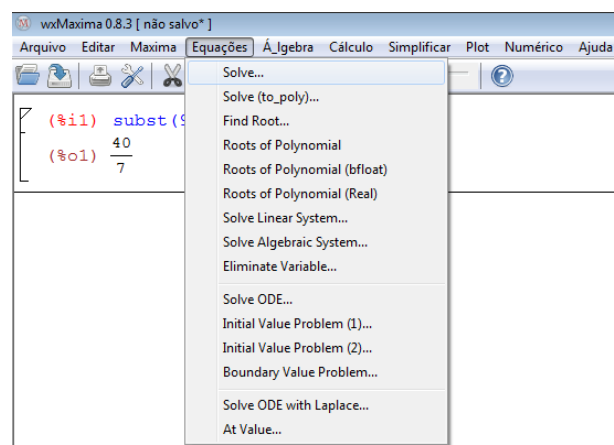 wxMaxima 0.8.3 [ não salvo* ]
Arquivo Editar Maxima Equações Á_lgebra Cálculo Simplificar Plot Numérico Ajuda
Solve...
Solve (to_poly)...
Find Root...
Roots of Polynomial
Roots of Polynomial (bfloat)
Roots of Polynomial (Real)
Solve Linear System...
Solve Algebraic System...
Eliminate Variable...
Solve ODE...
Initial Value Problem (1)...
Initial Value Problem (2)...
Boundary Value Problem...
Solve ODE with Laplace...
At Value...
(%i1) subst(
(%o1) 40
7